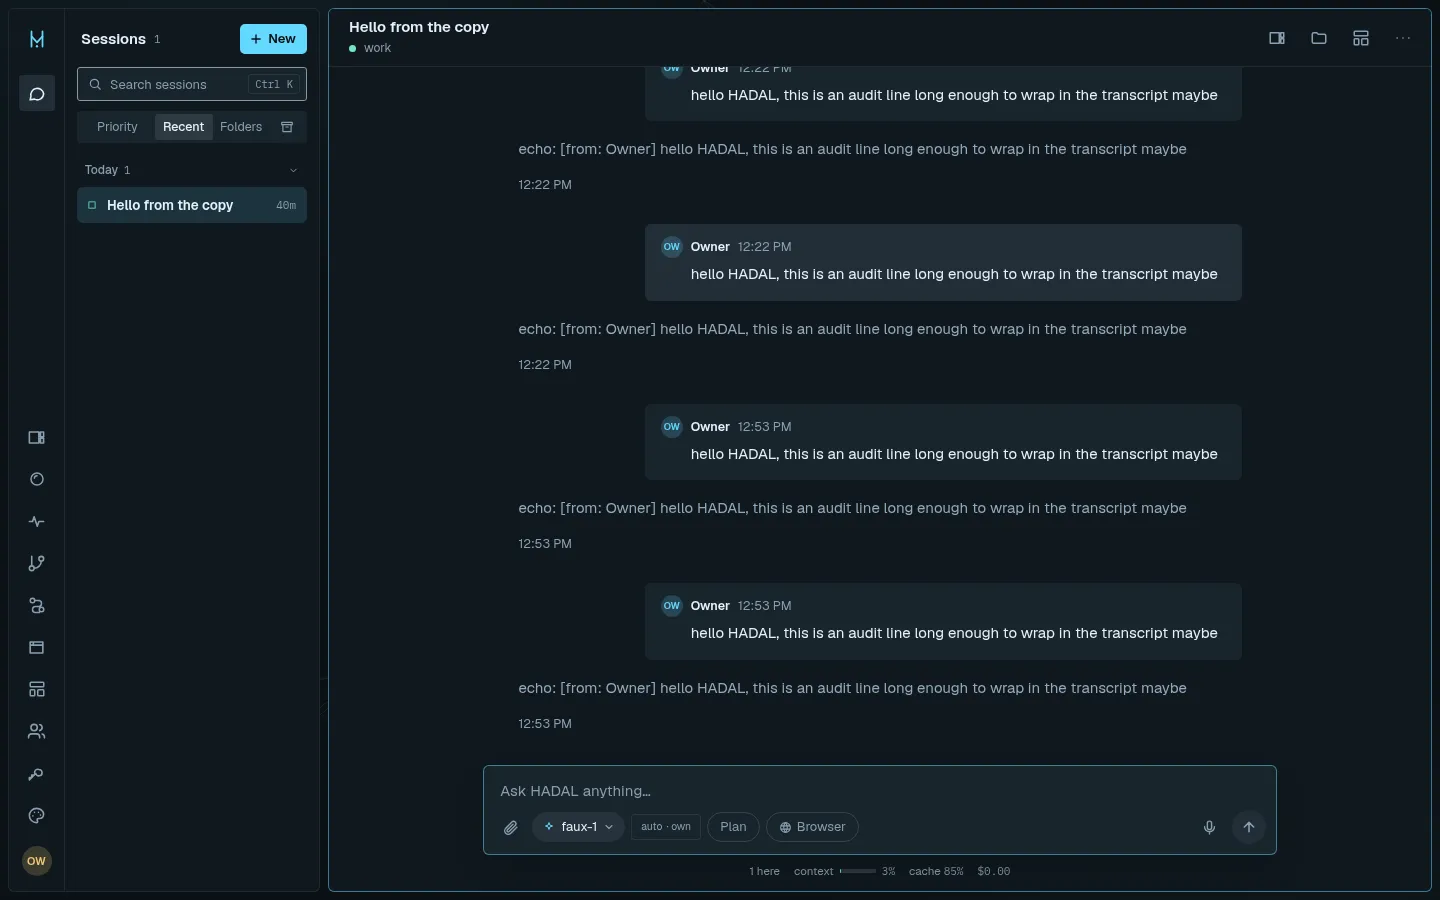 Sessions 1
New
Search sessions
Ctrl K
Priority
Recent
Folders
Today 1
Hello from the copy
40m
OW
Hello from the copy
work
OW Owner 12:22 PM
hello HADAL, this is an audit line long enough to wrap in the transcript maybe
echo: [from: Owner] hello HADAL, this is an audit line long enough to wrap in the transcript maybe
12:22 PM
OW Owner 12:22 PM
hello HADAL, this is an audit line long enough to wrap in the transcript maybe
echo: [from: Owner] hello HADAL, this is an audit line long enough to wrap in the transcript maybe
12:22 PM
OW Owner 12:53 PM
hello HADAL, this is an audit line long enough to wrap in the transcript maybe
echo: [from: Owner] hello HADAL, this is an audit line long enough to wrap in the transcript maybe
12:53 PM
OW Owner 12:53 PM
hello HADAL, this is an audit line long enough to wrap in the transcript maybe
echo: [from: Owner] hello HADAL, this is an audit line long enough to wrap in the transcript maybe
12:53 PM
Ask HADAL anything...
faux-1
auto · own
Plan
Browser
1 here context 3% cache 85% $0.00